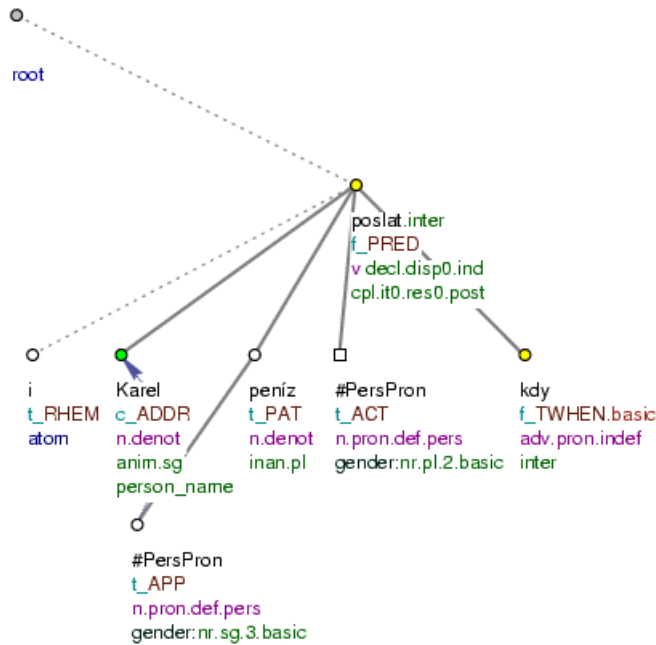 root
poslat.inter
f_PRED
v decl.disp0.ind
cpl.it0.res0.post
i
t_RHEM
atom
Karel
c_ADDR
n.denot
anim.sg
person_name
peníz
t_PAT
n.denot
inan.pl
#PersPron
t_ACT
n.pron.def.pers
gender:nr.pl.2.basic
kdy
f_TWHEN.basic
adv.pron.indef
inter
#PersPron
t_APP
n.pron.def.pers
gender:nr.sg.3.basic